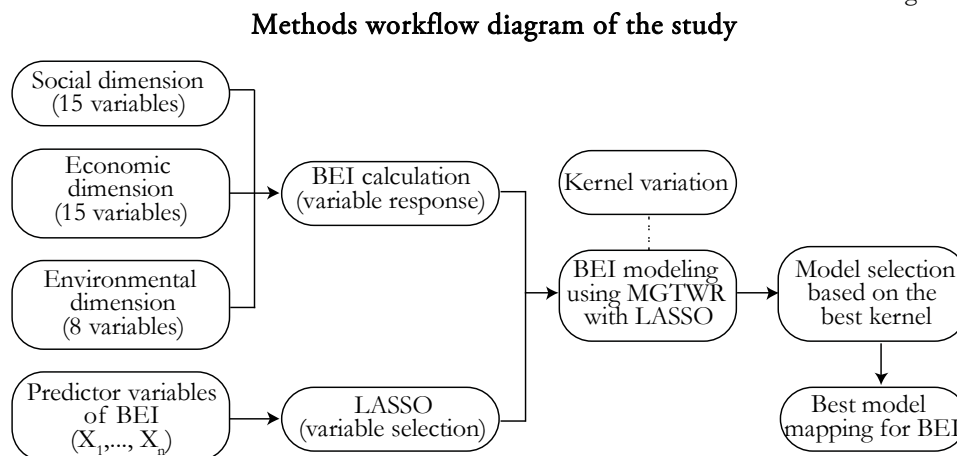 Methods workflow diagram of the study
Social dimension
(15 variables)
Economic
dimension
(15 variables)
Environmental
dimension
(8 variables)
Predictor variables
of BEI
(X1,..., Xn)
BEI calculation
(variable response)
LASSO
(variable selection)
Kernel variation
BEI modeling
using MGTWR
with LASSO
Model selection
based on the
best kernel
Best model
mapping for BEI